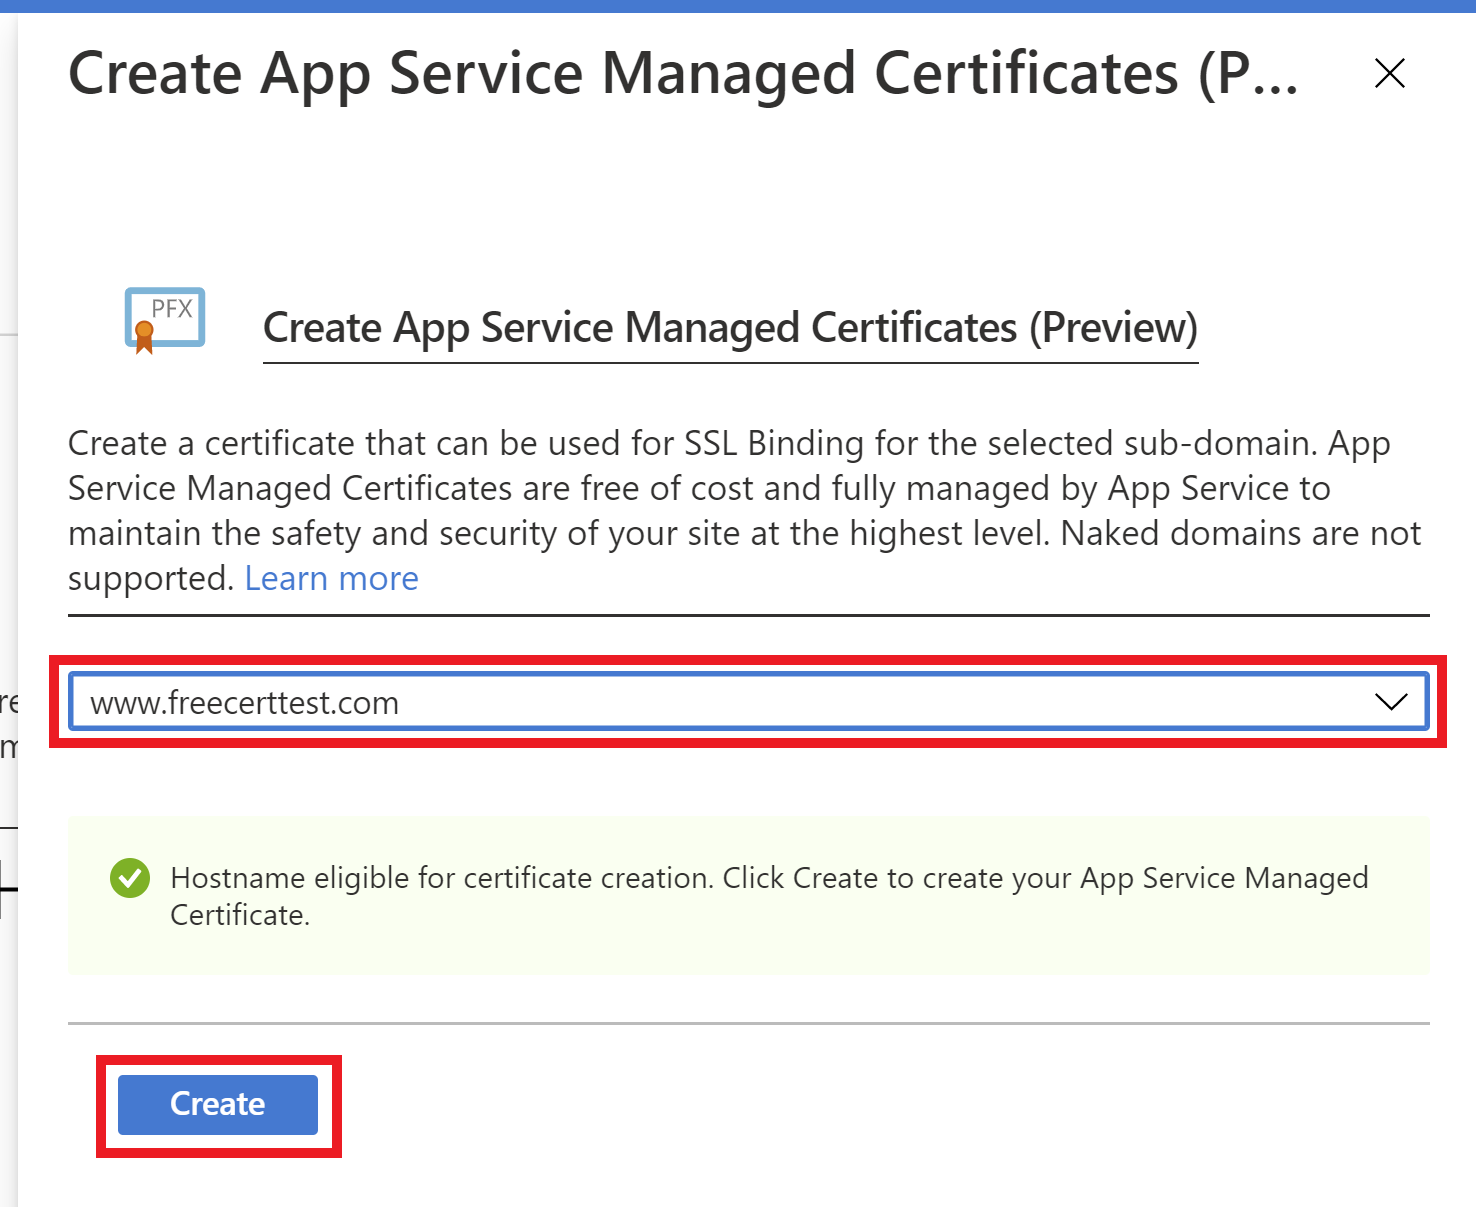 Create App Service Managed Certificates (P...
PFX
Create App Service Managed Certificates (Preview)
Create a certificate that can be used for SSL Binding for the selected sub-domain. App
Service Managed Certificates are free of cost and fully managed by App Service to
maintain the safety and security of your site at the highest level. Naked domains are not
supported. Learn more
www.freecerttest.com
Hostname eligible for certificate creation. Click Create to create your App Service Managed
Certificate.
Create